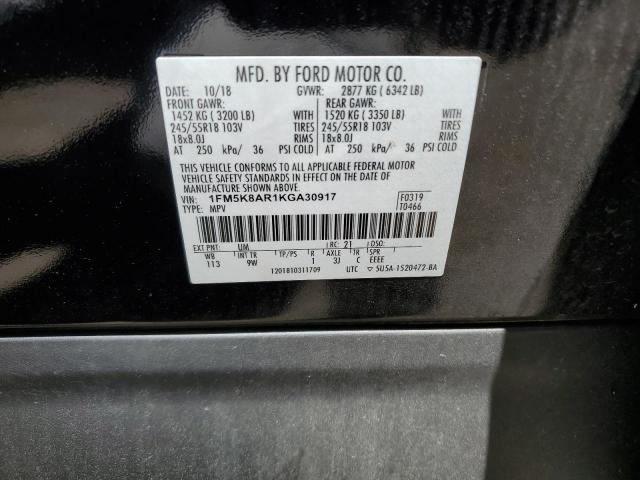 MFD. BY FORD MOTOR CO.
DATE: 10/18 GVWR: 2877 KG ( 6342 LB)
FRONT GAWR: REAR GAWR:
1452 KG ( 3200 LB) 1520 KG ( 3350 LB)
245/55R18 103V TIRES 245/55R18 103V TIRES
18x8.0J RIMS 18x8.0J RIMS
AT 250 kPa/ 36 PSI COLD AT 250 kPa/ 36 PSI COLD
THIS VEHICLE CONFORMS TO ALL APPLICABLE FEDERAL MOTOR
VEHICLE SAFETY STANDARDS IN EFFECT ON THE DATE OF
MANUFACTURE SHOWN ABOVE.
VIN: 1FM5K8AR1KGA30917 F0319
TYPE: MPV T0466
EXT PNT: UM RC: 21 DSO:
WB INT TR TP/PS R AXLE TR SPR
113 9W 1 3J C EEEE
1201810311709 UTC ▽ 5U5A-1520472-BA